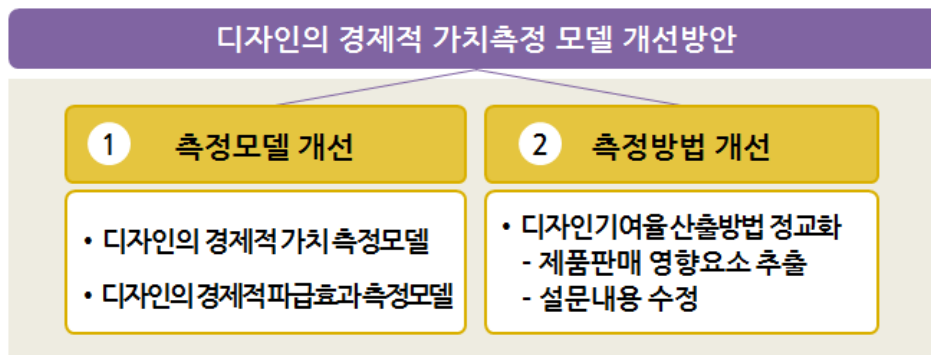 디자인의 경제적 가치측정 모델 개선방안
1 측정모델 개선
• 디자인의 경제적 가치 측정모델
• 디자인의 경제적 파급효과 측정모델
2 측정방법 개선
• 디자인기여율 산출방법 정교화
- 제품판매 영향요소 추출
- 설문내용 수정